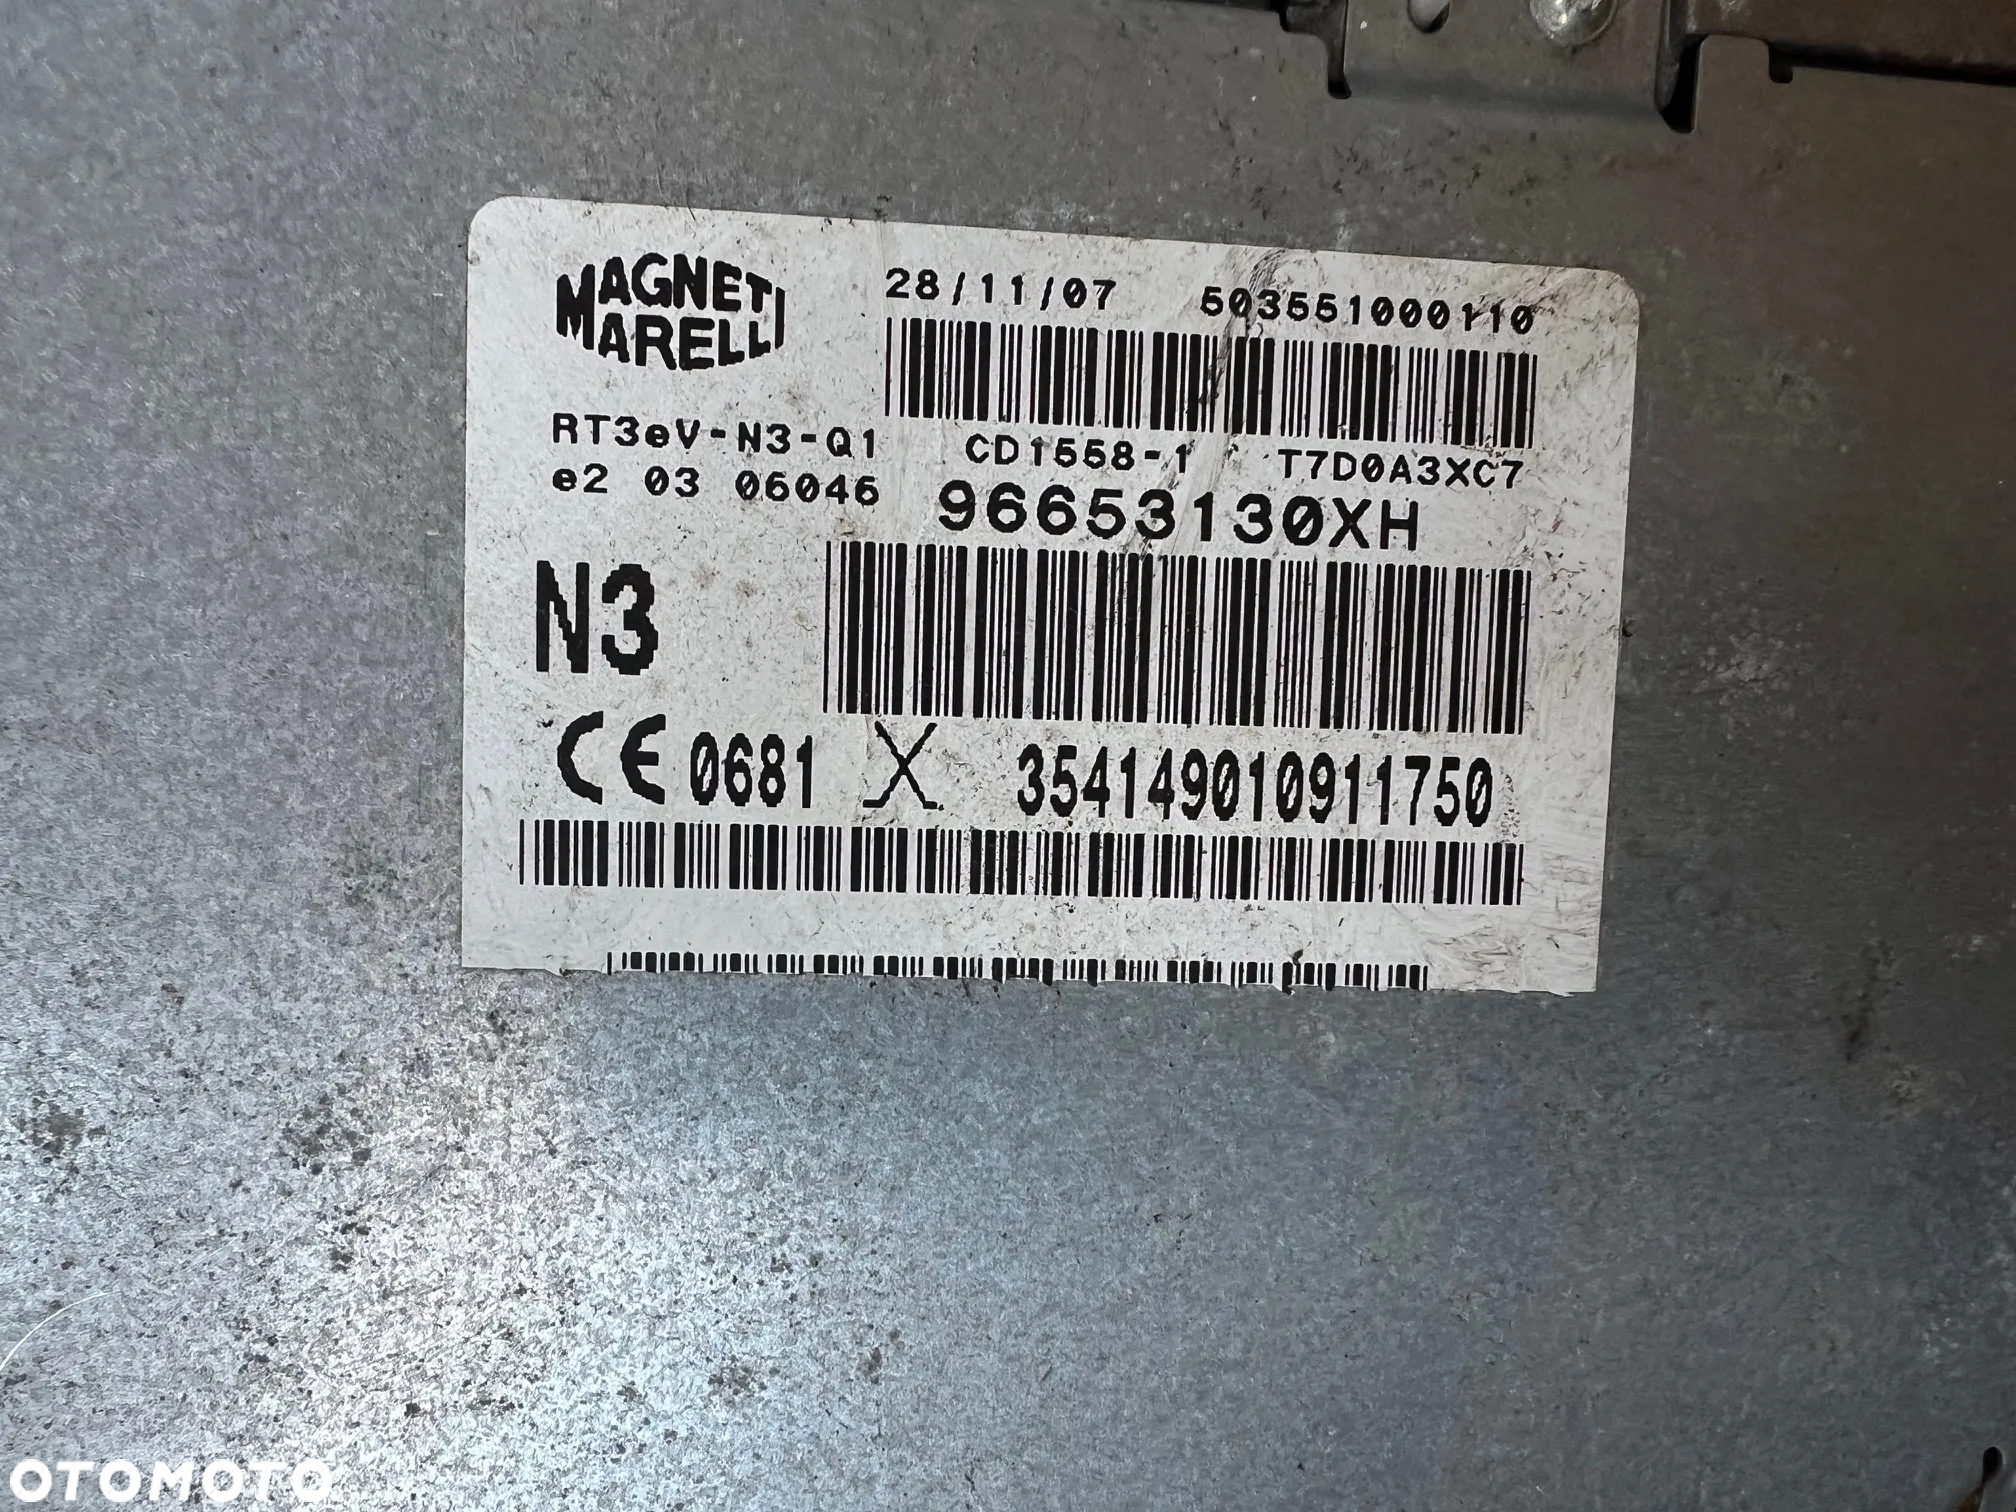 MAGNETI
MARELLI
28/11/07 503551000110
RT3eV-N3-Q1 CD1558-1 T7D0A3XC7
e2 03 06046 96653130XH
N3
CE 0681 354149010911750
OTOMOTO